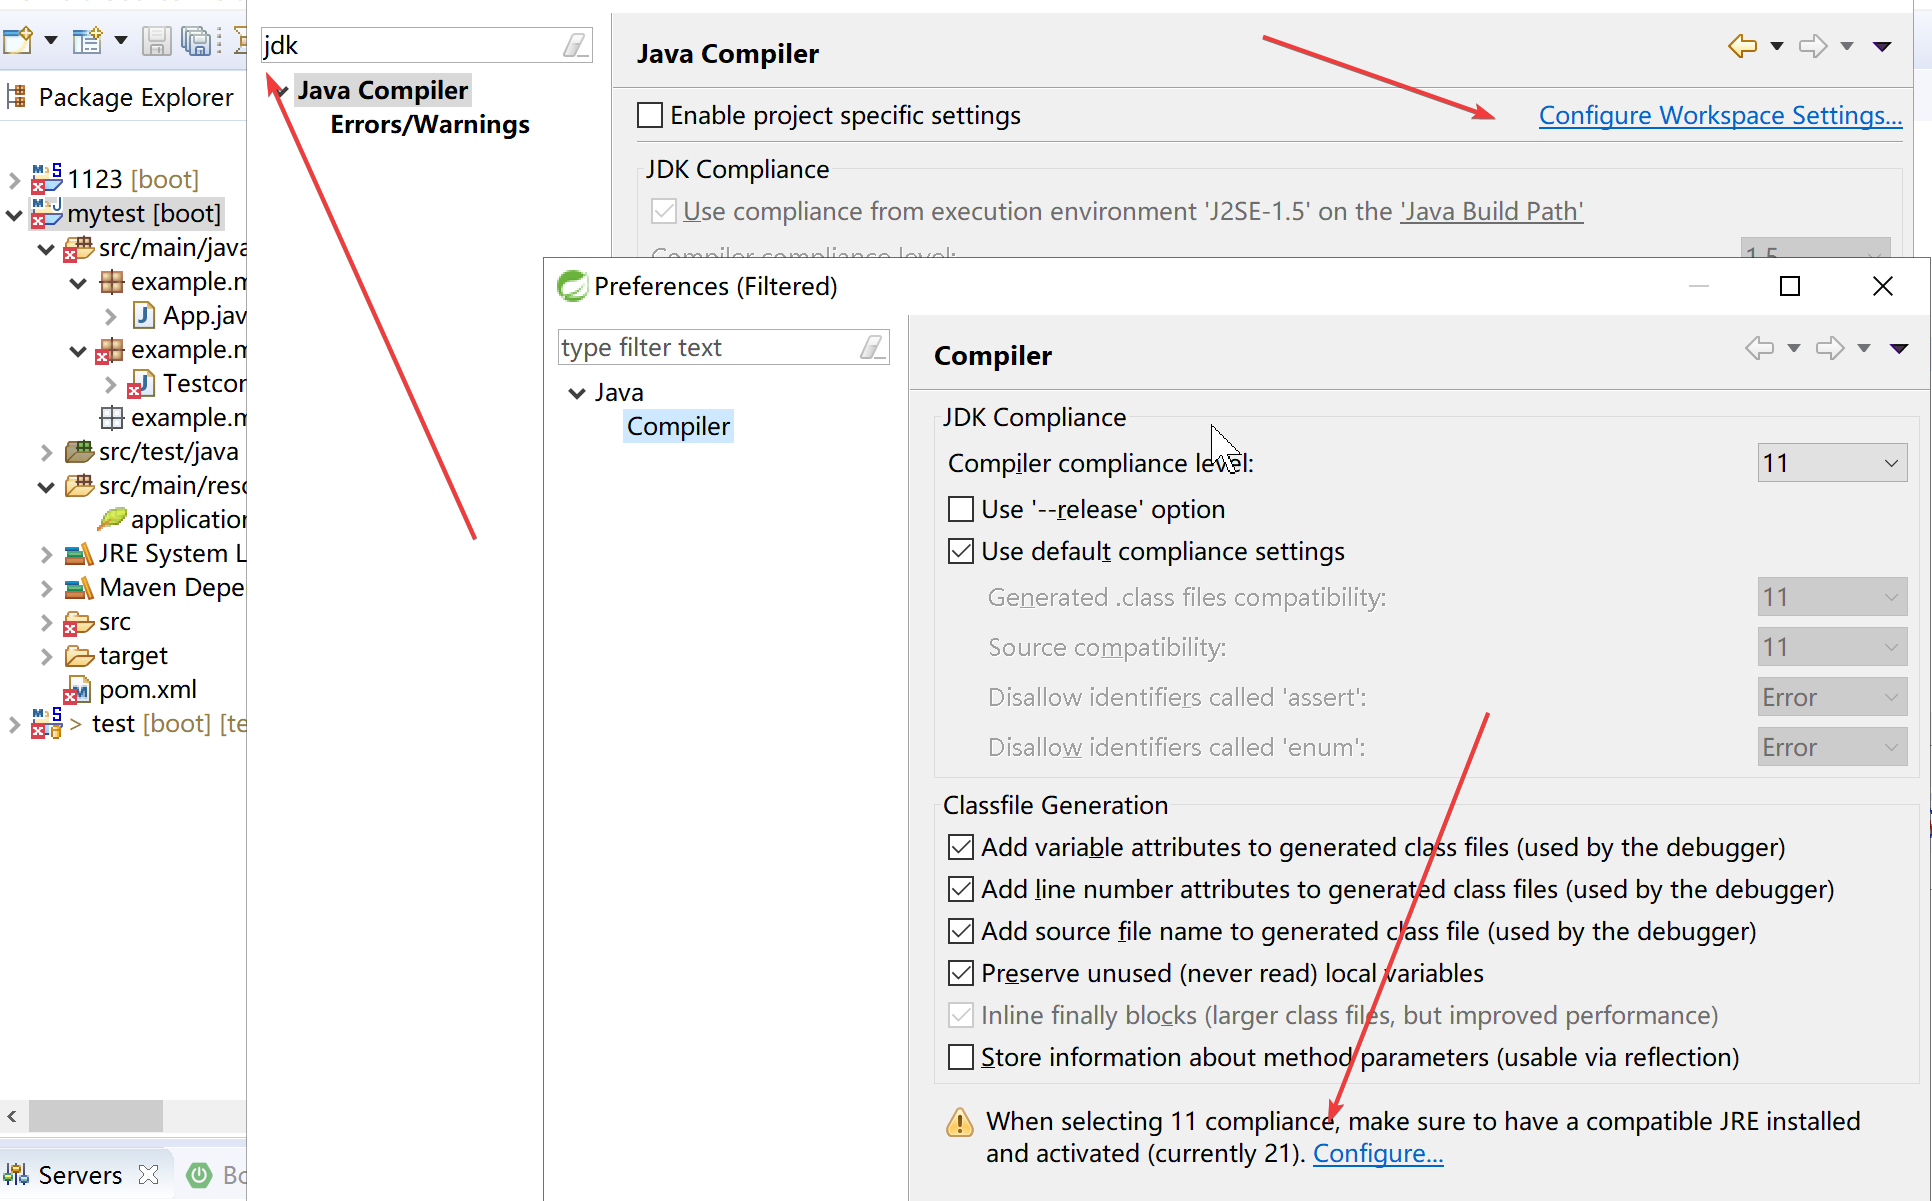 jdk
Java Compiler
Errors/Warnings
Java Compiler
Enable project specific settings
Configure Workspace Settings...
JDK Compliance
Use compliance from execution environment 'J2SE-1.5' on the 'Java Build Path'
Compiler compliance level:
1.5
Package Explorer
1123 [boot]
mytest [boot]
src/main/java
example.m
App.jav
example.m
Testcor
example.m
src/test/java
src/main/reso
application
JRE System L
Maven Depe
src
target
pom.xml
> test [boot] [te
Servers
Bo
Preferences (Filtered)
type filter text
Java
Compiler
Compiler
JDK Compliance
Compiler compliance level:
11
Use '--release' option
Use default compliance settings
Generated .class files compatibility:
11
Source compatibility:
11
Disallow identifiers called 'assert':
Error
Disallow identifiers called 'enum':
Error
Classfile Generation
Add variable attributes to generated class files (used by the debugger)
Add line number attributes to generated class files (used by the debugger)
Add source file name to generated class file (used by the debugger)
Preserve unused (never read) local variables
Inline finally blocks (larger class files, but improved performance)
Store information about method parameters (usable via reflection)
When selecting 11 compliance, make sure to have a compatible JRE installed
and activated (currently 21). Configure...